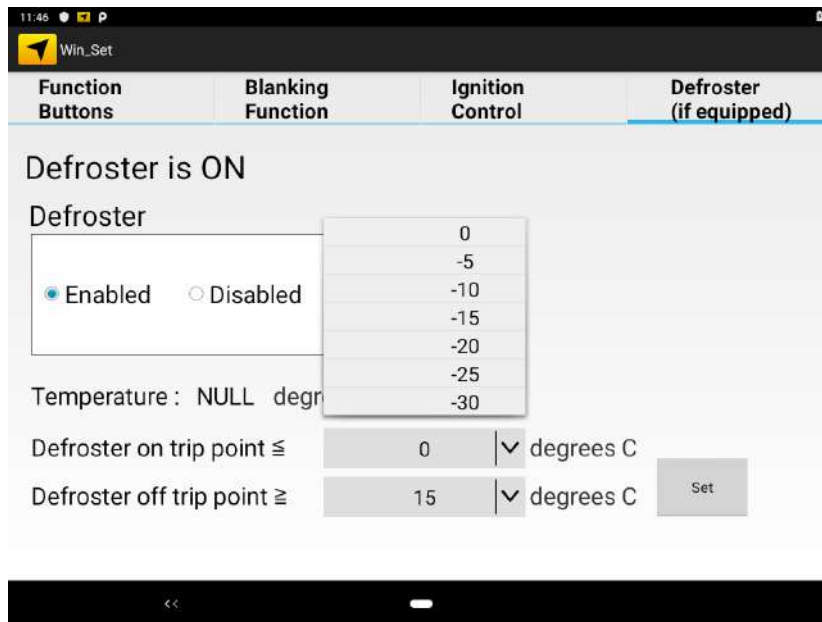 11:46
Win_Set
Function Buttons
Blanking Function
Ignition Control
Defroster (if equipped)
Defroster is ON
Defroster
Enabled
Disabled
0
-5
-10
-15
-20
-25
-30
Temperature : NULL degr
Defroster on trip point ≦ 0 degrees C
Defroster off trip point ≧ 15 degrees C
Set
<<